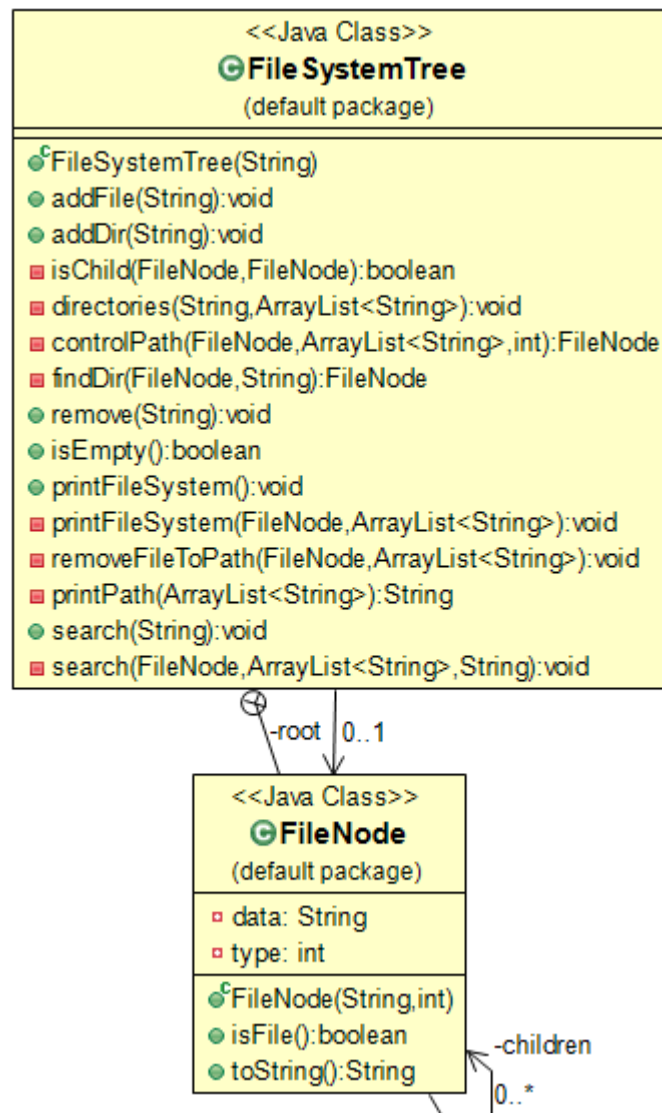 <<Java Class>>
FileSystemTree
(default package)
FileSystemTree(String)
addFile(String):void
addDir(String):void
isChild(FileNode,FileNode):boolean
directories(String,ArrayList<String>):void
controlPath(FileNode,ArrayList<String>,int):FileNode
findDir(FileNode,String):FileNode
remove(String):void
isEmpty():boolean
printFileSystem():void
printFileSystem(FileNode,ArrayList<String>):void
removeFileToPath(FileNode,ArrayList<String>):void
printPath(ArrayList<String>):String
search(String):void
search(FileNode,ArrayList<String>,String):void
-root 0..1
<<Java Class>>
FileNode
(default package)
data: String
type: int
FileNode(String,int)
isFile():boolean
toString():String
-children
0..*